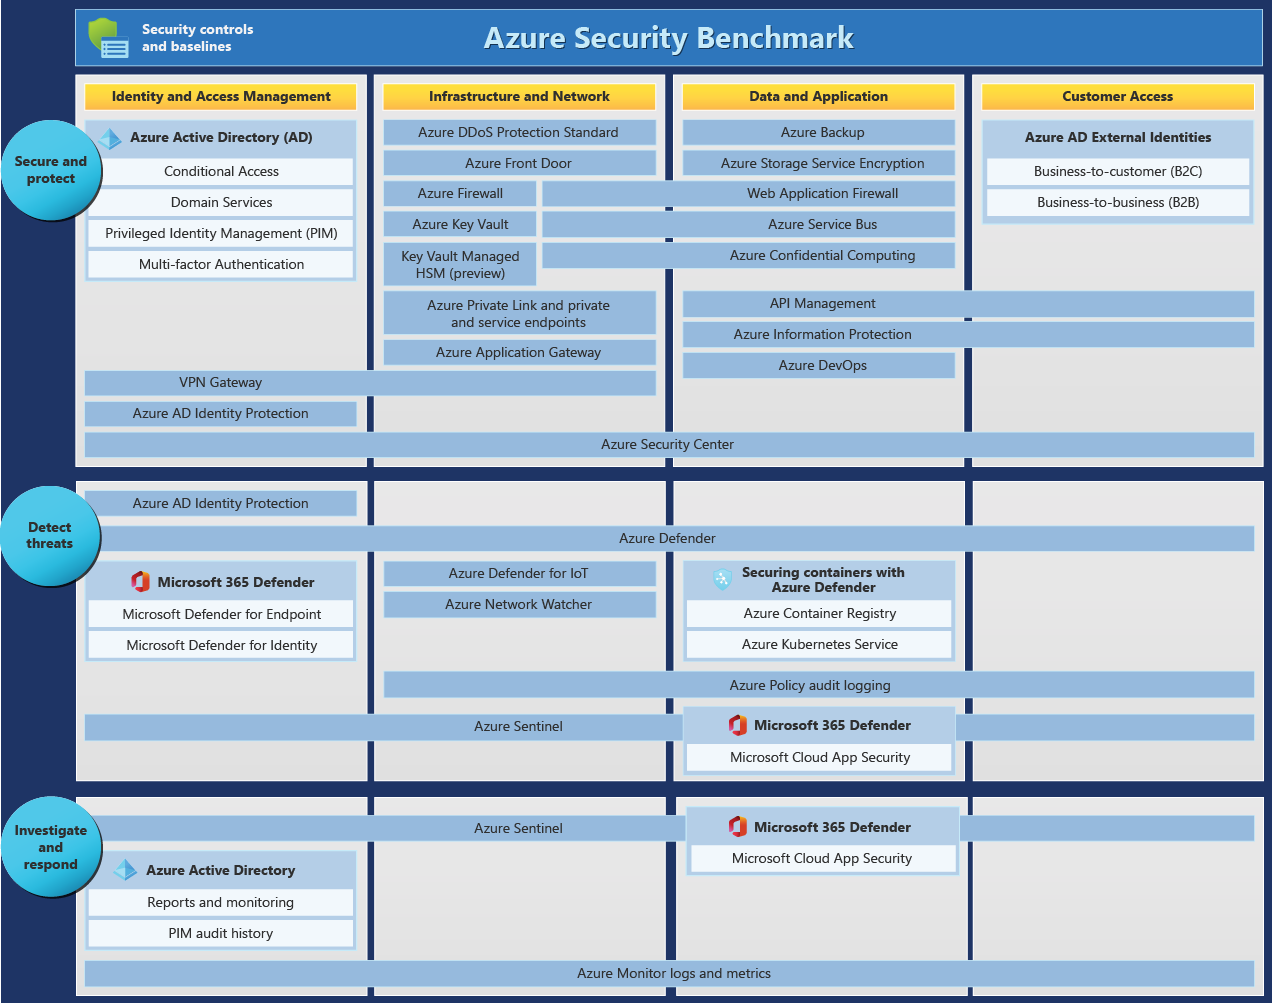 Security controls
and baselines
Azure Security Benchmark
Identity and Access Management
Infrastructure and Network
Data and Application
Customer Access
Secure and
protect
Azure Active Directory (AD)
Conditional Access
Domain Services
Privileged Identity Management (PIM)
Multi-factor Authentication
Azure DDoS Protection Standard
Azure Front Door
Azure Firewall
Azure Key Vault
Key Vault Managed
HSM (preview)
Azure Private Link and private
and service endpoints
Azure Application Gateway
Azure Backup
Azure Storage Service Encryption
Web Application Firewall
Azure Service Bus
Azure Confidential Computing
API Management
Azure Information Protection
Azure DevOps
Azure AD External Identities
Business-to-customer (B2C)
Business-to-business (B2B)
VPN Gateway
Azure AD Identity Protection
Azure Security Center
Detect
threats
Azure AD Identity Protection
Azure Defender
Microsoft 365 Defender
Microsoft Defender for Endpoint
Microsoft Defender for Identity
Azure Defender for IoT
Azure Network Watcher
Securing containers with
Azure Defender
Azure Container Registry
Azure Kubernetes Service
Azure Policy audit logging
Azure Sentinel
Microsoft 365 Defender
Microsoft Cloud App Security
Investigate
and
respond
Azure Sentinel
Microsoft 365 Defender
Microsoft Cloud App Security
Azure Active Directory
Reports and monitoring
PIM audit history
Azure Monitor logs and metrics